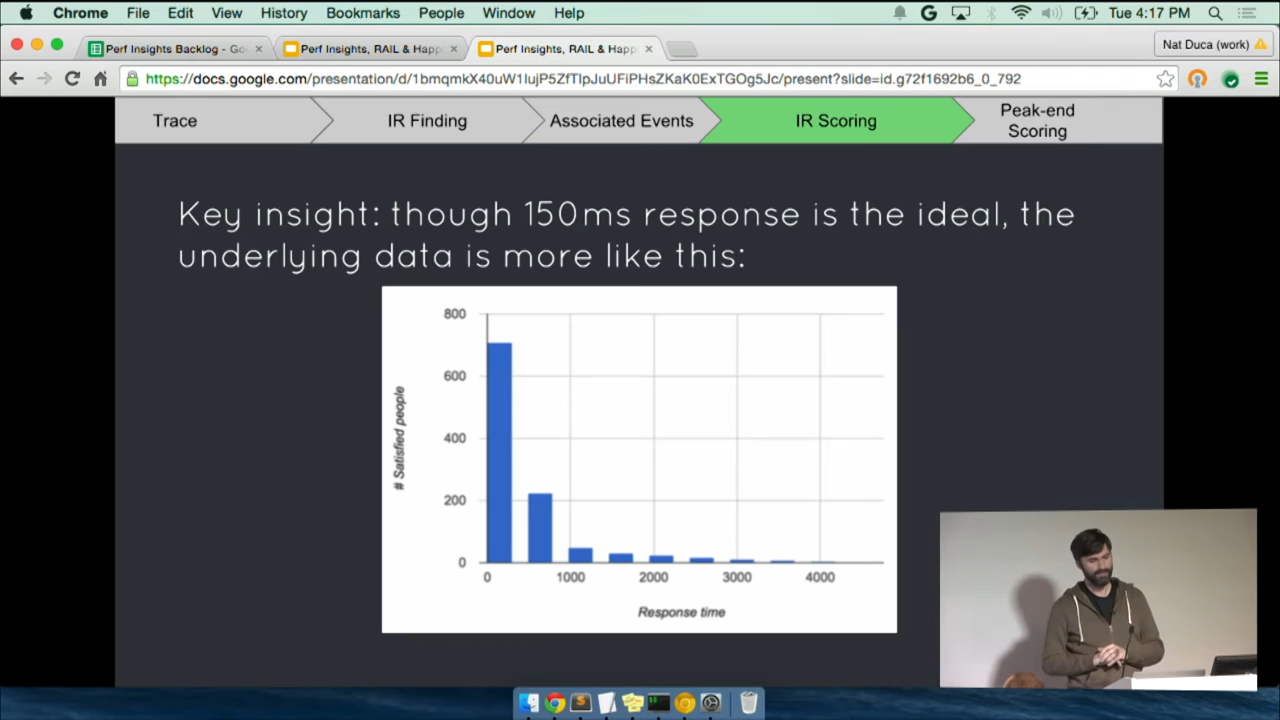 Chrome File Edit View History Bookmarks People Window Help Tue 4:17 PM
Perf Insights Backlog - Go
Perf Insights, RAIL & Happ
Perf Insights, RAIL & Happ
Nat Duca (work)
https://docs.google.com/presentation/d/1bmqmkX40uW1lujP5ZfTlpJuUFiPHsZKaK0ExTGOg5Jc/present?slide=id.g72f1692b6_0_792
Trace
IR Finding
Associated Events
IR Scoring
Peak-end
Scoring
Key insight: though 150ms response is the ideal, the
underlying data is more like this:
# Satisfied people
800
600
400
200
0
0 1000 2000 3000 4000
Response time